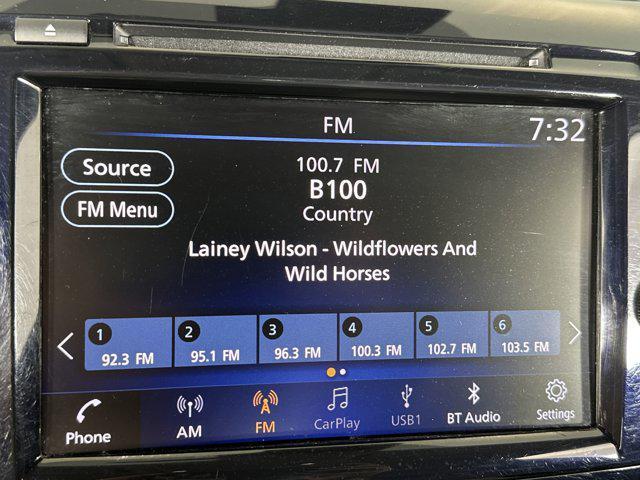 FM
7:32
Source
100.7 FM
B100
FM Menu
Country
Lainey Wilson - Wildflowers And
Wild Horses
1 2 3 4 5 6
92.3 FM 95.1 FM 96.3 FM 100.3 FM 102.7 FM 103.5 FM
Phone AM FM CarPlay USB1 BT Audio Settings